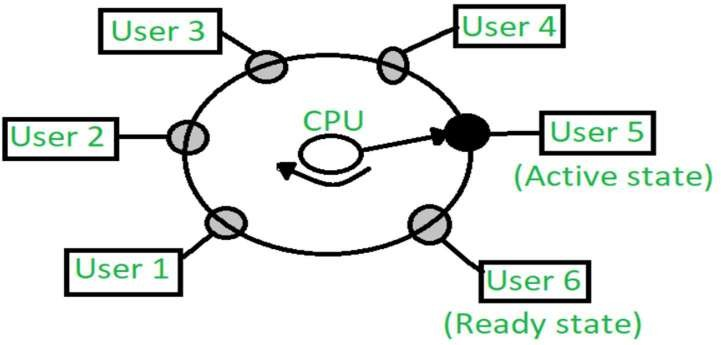 User 3
User 4
CPU
User 2
User 5
(Active state)
User 1
User 6
(Ready state)